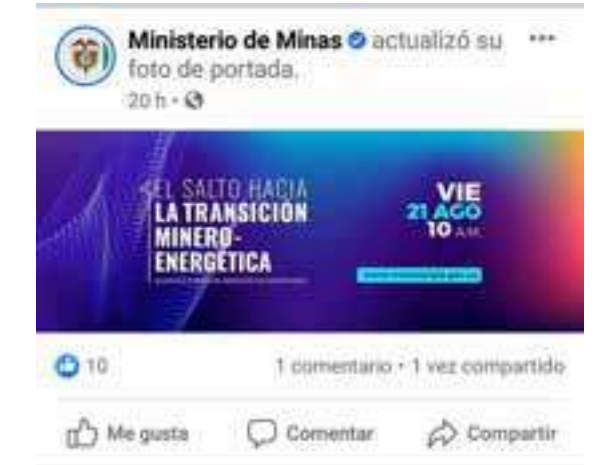 Ministerio de Minas actualizó su
foto de portada.
20 h
EL SALTO HACIA
LA TRANSICIÓN
MINERO-
ENERGÉTICA
VIE
21 AGO
10 A.M.
10
1 comentario • 1 vez compartido
Me gusta
Comentar
Compartir